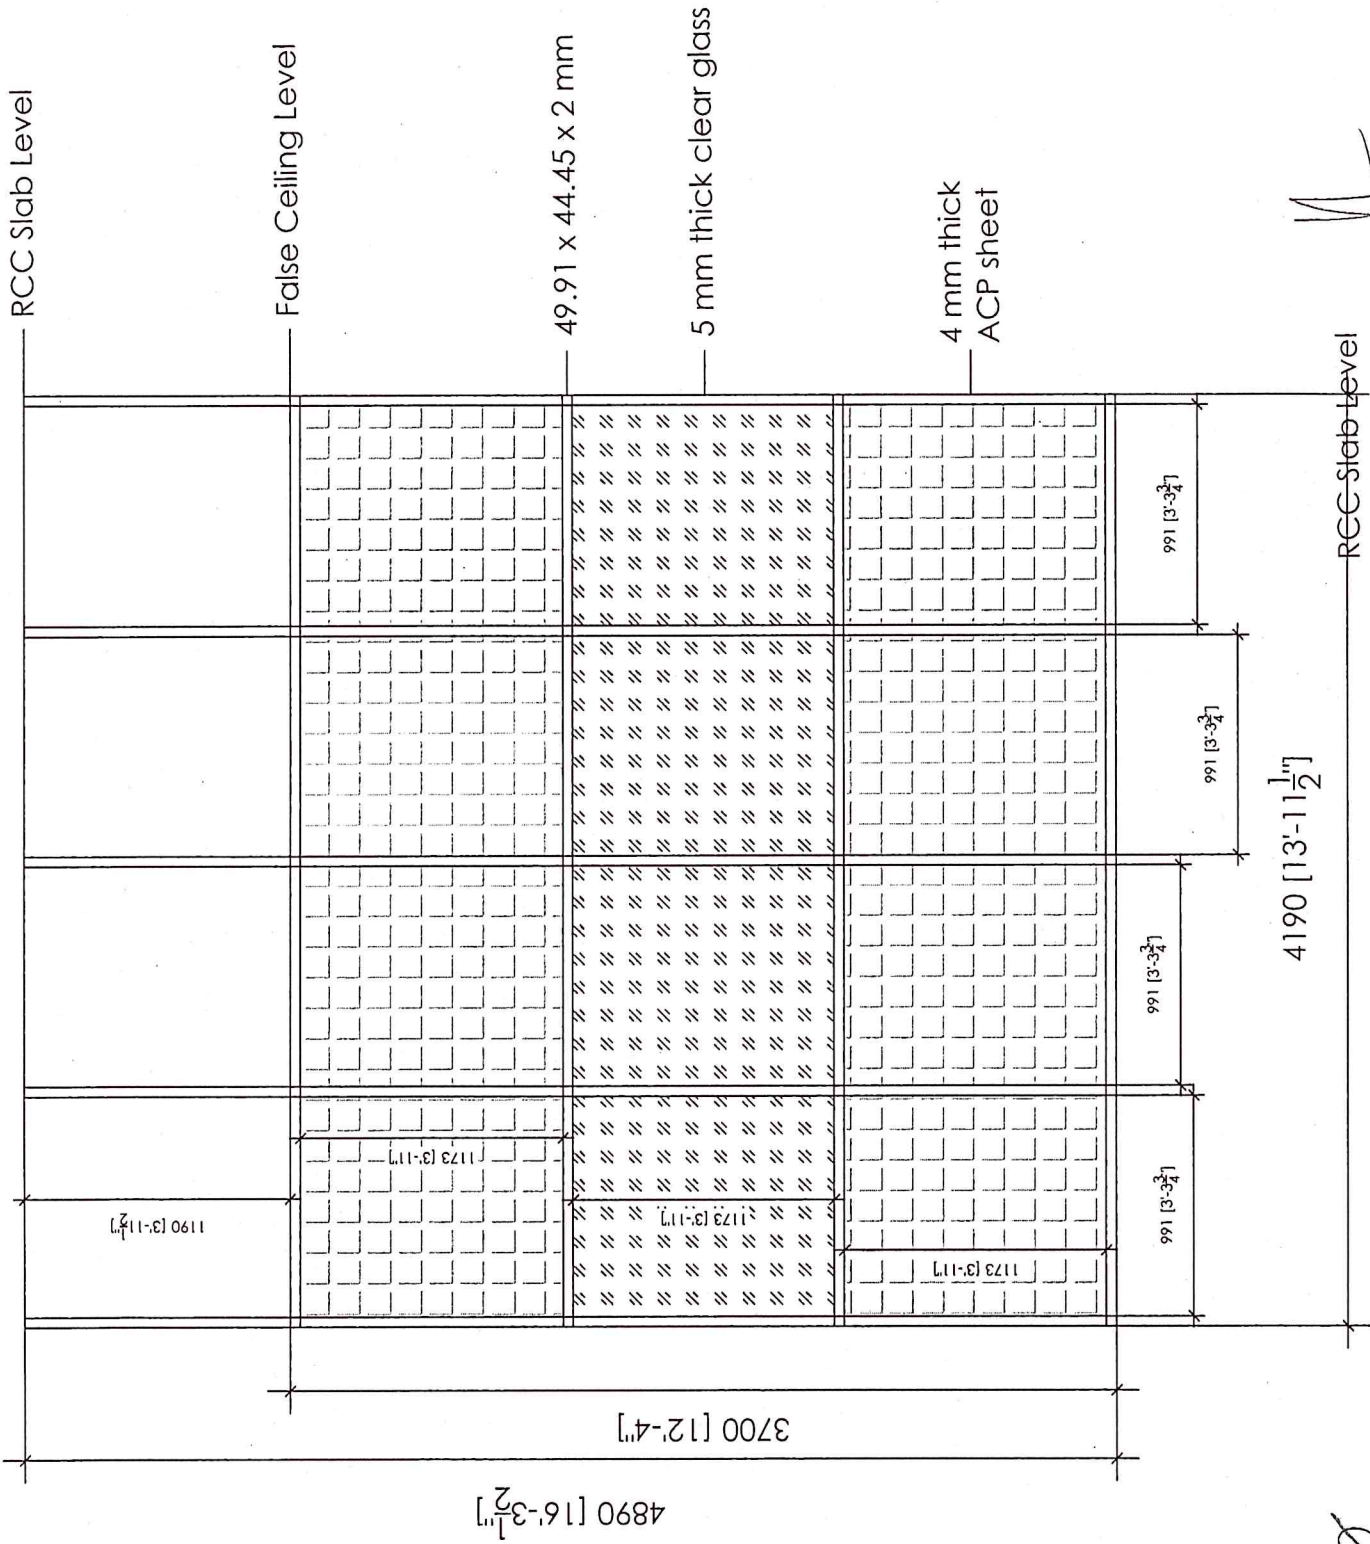 RCC Slab Level
False Ceiling Level
49.91 x 44.45 x 2 mm
5 mm thick clear glass
4 mm thick
ACP sheet
1190 [3'-11½"]
1173 [3'-11"]
1173 [3'-11"]
1173 [3'-11"]
3700 [12'-4"]
4890 [16'-3½"]
991 [3'-3¾"]
991 [3'-3¾"]
991 [3'-3¾"]
991 [3'-3¾"]
4190 [13'-11½"]
RCC Slab Level